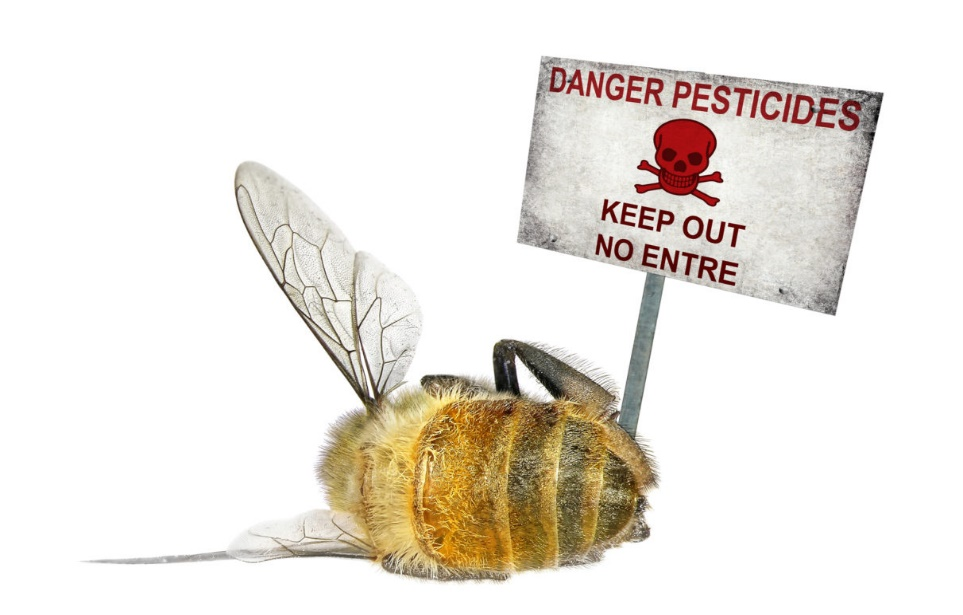 DANGER PESTICIDES
KEEP OUT
NO ENTRE